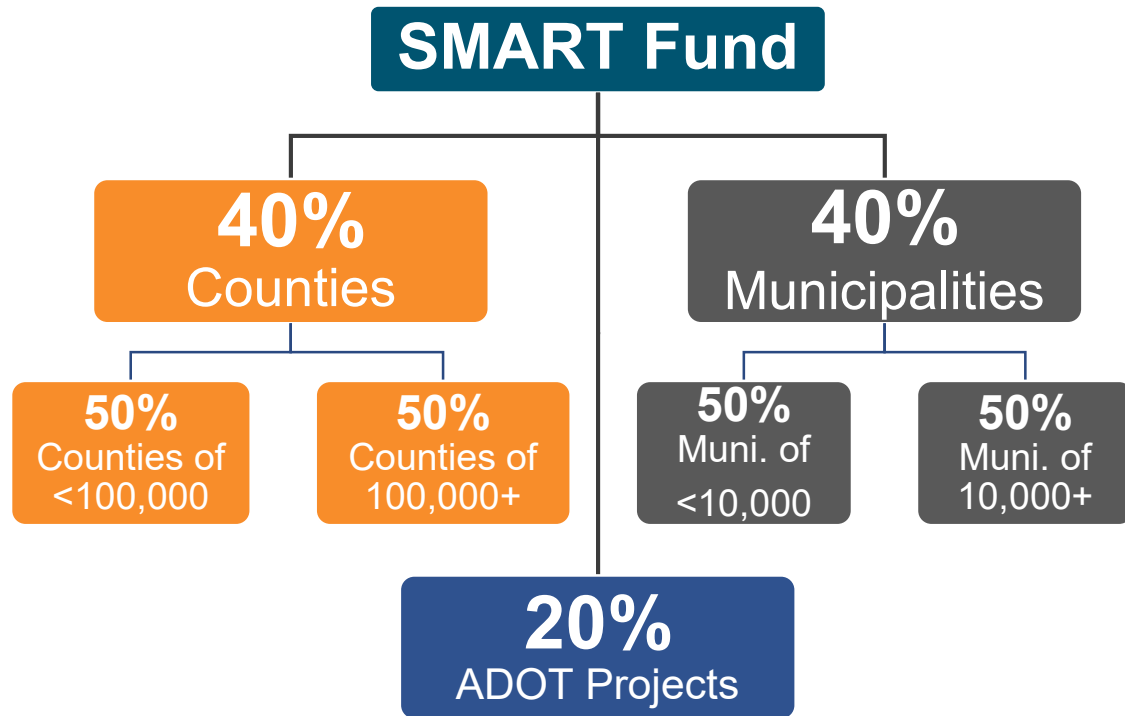 SMART Fund
40%
Counties
40%
Municipalities
50%
Counties of
<100,000
50%
Counties of
100,000+
50%
Muni. of
<10,000
50%
Muni. of
10,000+
20%
ADOT Projects